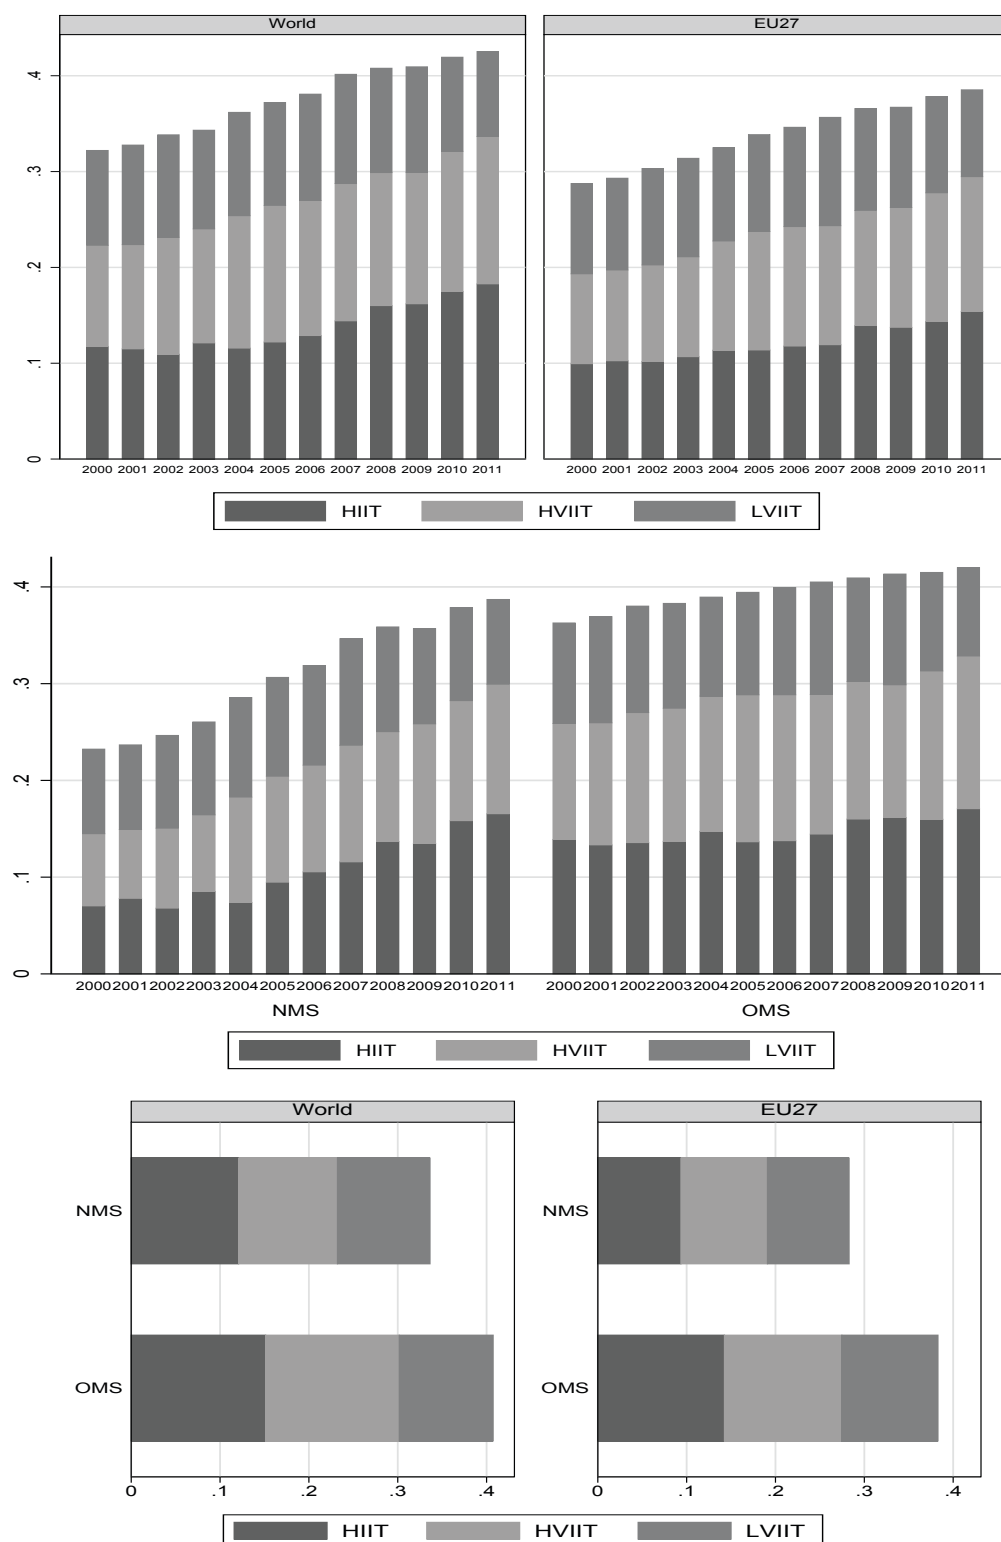 World EU27
.4
.3
.2
.1
0
2000 2001 2002 2003 2004 2005 2006 2007 2008 2009 2010 2011 2000 2001 2002 2003 2004 2005 2006 2007 2008 2009 2010 2011
HIIT HVIIT LVIIT
.4
.3
.2
.1
0
2000 2001 2002 2003 2004 2005 2006 2007 2008 2009 2010 2011 2000 2001 2002 2003 2004 2005 2006 2007 2008 2009 2010 2011
NMS OMS
HIIT HVIIT LVIIT
World EU27
NMS NMS
OMS OMS
0 .1 .2 .3 .4 0 .1 .2 .3 .4
HIIT HVIIT LVIIT